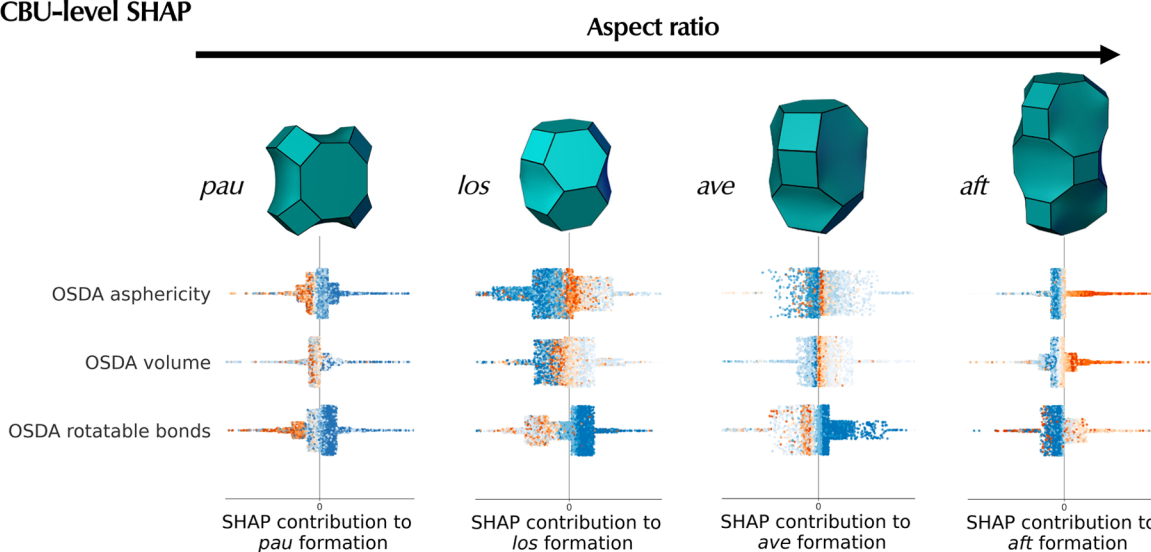 CBU-level SHAP
Aspect ratio
pau
los
ave
aft
OSDA asphericity
OSDA volume
OSDA rotatable bonds
0
0
0
0
SHAP contribution to
pau formation
SHAP contribution to
los formation
SHAP contribution to
ave formation
SHAP contribution to
aft formation